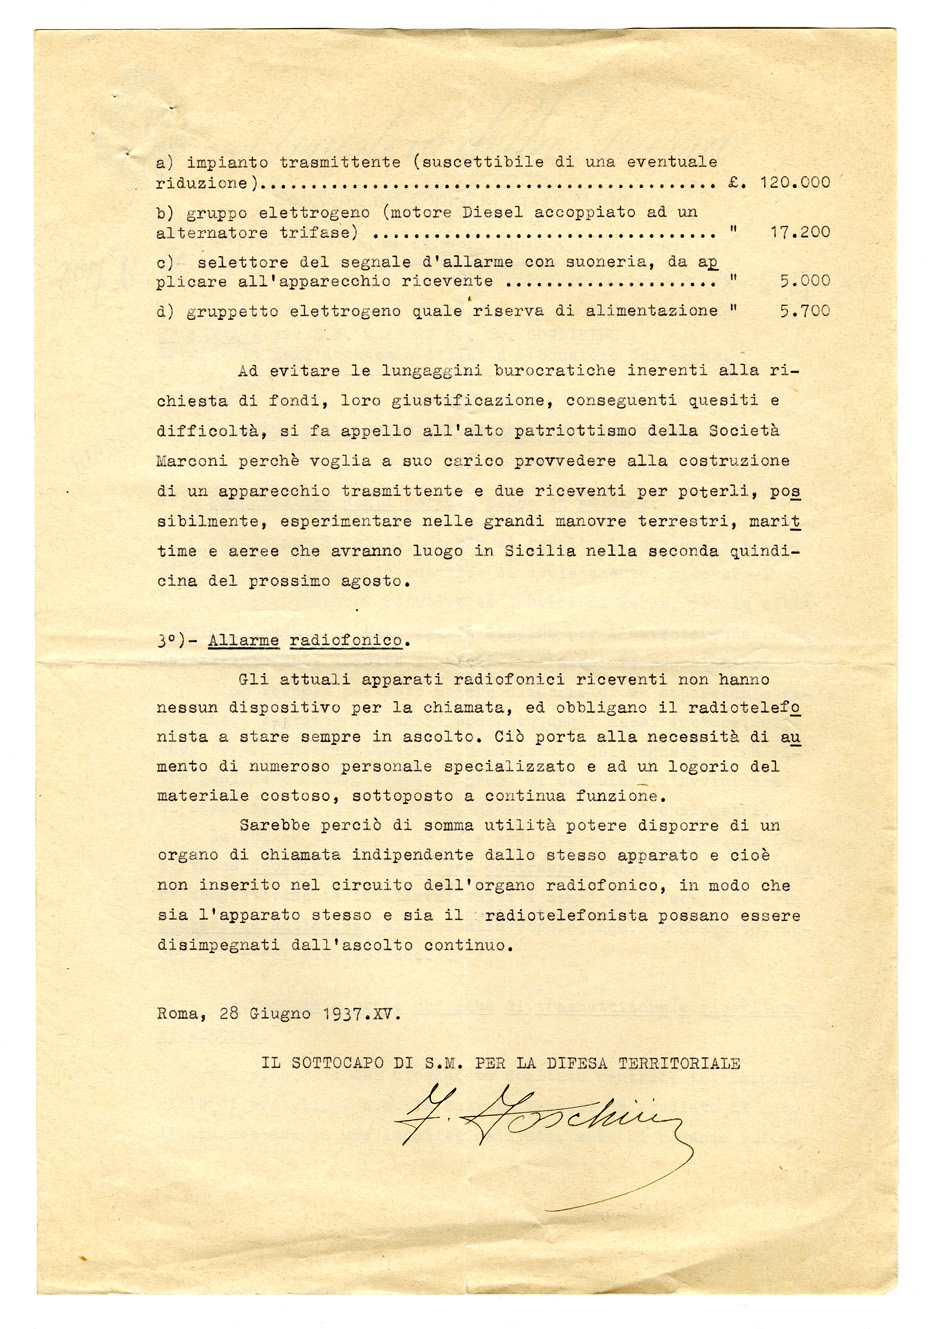 a) impianto trasmittente (suscettibile di una eventuale
riduzione)............................................. £. 120.000
b) gruppo elettrogeno (motore Diesel accoppiato ad un
alternatore trifase) .................................. " 17.200
c) selettore del segnale d'allarme con suoneria, da ap
plicare all'apparecchio ricevente ..................... " 5.000
d) gruppetto elettrogeno quale riserva di alimentazione " 5.700
Ad evitare le lungaggini burocratiche inerenti alla ri-
chiesta di fondi, loro giustificazione, conseguenti quesiti e
difficoltà, si fa appello all'alto patriottismo della Società
Marconi perchè voglia a suo carico provvedere alla costruzione
di un apparecchio trasmittente e due riceventi per poterli, pos
sibilmente, esperimentare nelle grandi manovre terrestri, marit
time e aeree che avranno luogo in Sicilia nella seconda quindi-
cina del prossimo agosto.
3°)- Allarme radiofonico.
Gli attuali apparati radiofonici riceventi non hanno
nessun dispositivo per la chiamata, ed obbligano il radiotelefo
nista a stare sempre in ascolto. Ciò porta alla necessità di au
mento di numeroso personale specializzato e ad un logorio del
materiale costoso, sottoposto a continua funzione.
Sarebbe perciò di somma utilità potere disporre di un
organo di chiamata indipendente dallo stesso apparato e cioè
non inserito nel circuito dell'organo radiofonico, in modo che
sia l'apparato stesso e sia il radiotelefonista possano essere
disimpegnati dall'ascolto continuo.
Roma, 28 Giugno 1937.XV.
IL SOTTOCAPO DI S.M. PER LA DIFESA TERRITORIALE